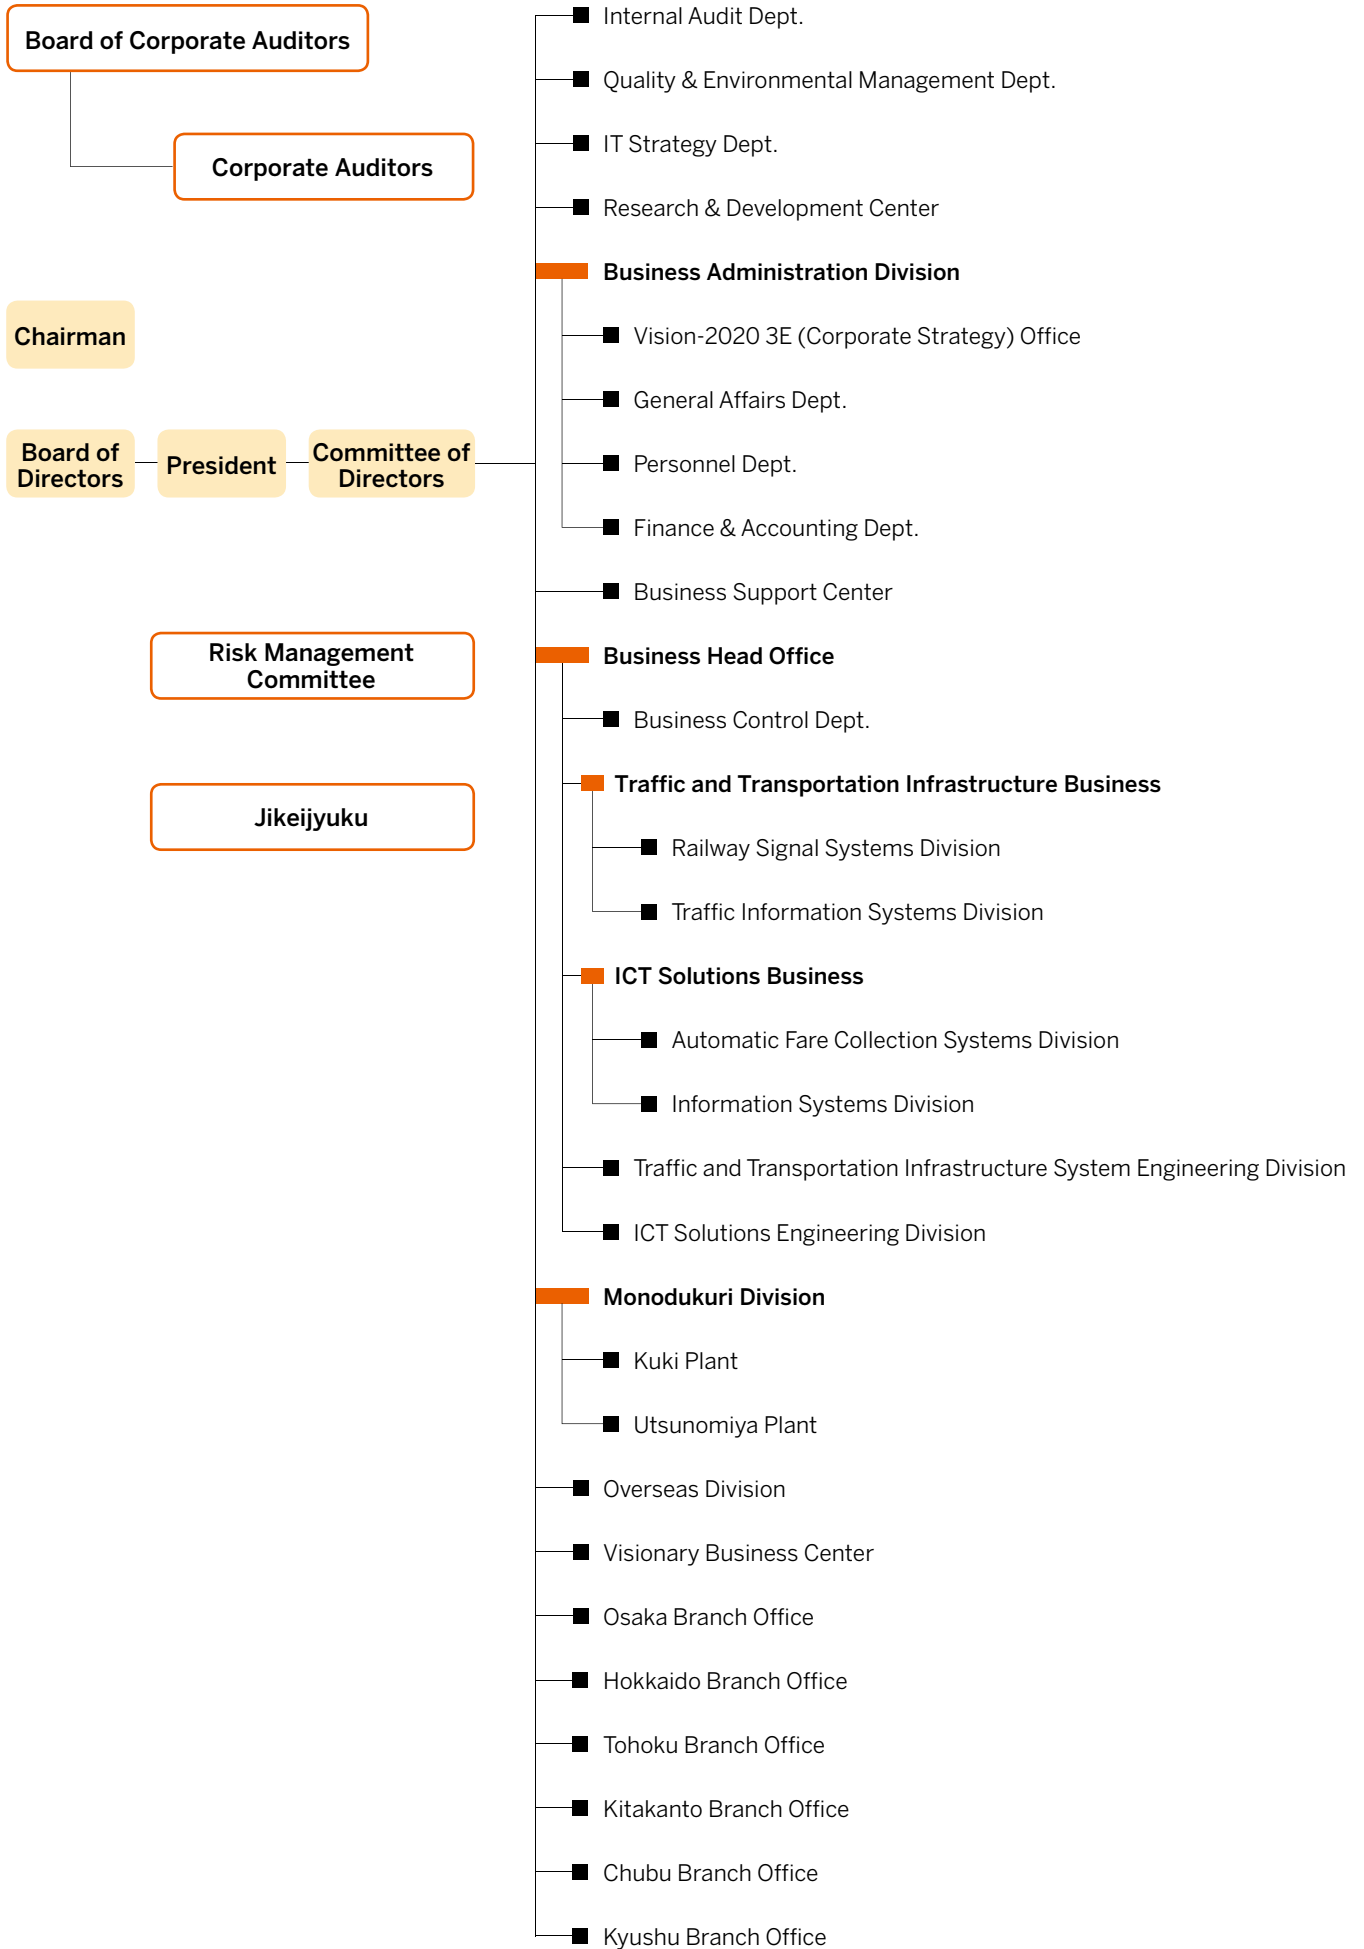 Board of Corporate Auditors
Corporate Auditors
Chairman
Board of
Directors
President
Committee of
Directors
Risk Management
Committee
Jikeijyuku
Internal Audit Dept.
Quality & Environmental Management Dept.
IT Strategy Dept.
Research & Development Center
Business Administration Division
Vision-2020 3E (Corporate Strategy) Office
General Affairs Dept.
Personnel Dept.
Finance & Accounting Dept.
Business Support Center
Business Head Office
Business Control Dept.
Traffic and Transportation Infrastructure Business
Railway Signal Systems Division
Traffic Information Systems Division
ICT Solutions Business
Automatic Fare Collection Systems Division
Information Systems Division
Traffic and Transportation Infrastructure System Engineering Division
ICT Solutions Engineering Division
Monodukuri Division
Kuki Plant
Utsunomiya Plant
Overseas Division
Visionary Business Center
Osaka Branch Office
Hokkaido Branch Office
Tohoku Branch Office
Kitakanto Branch Office
Chubu Branch Office
Kyushu Branch Office